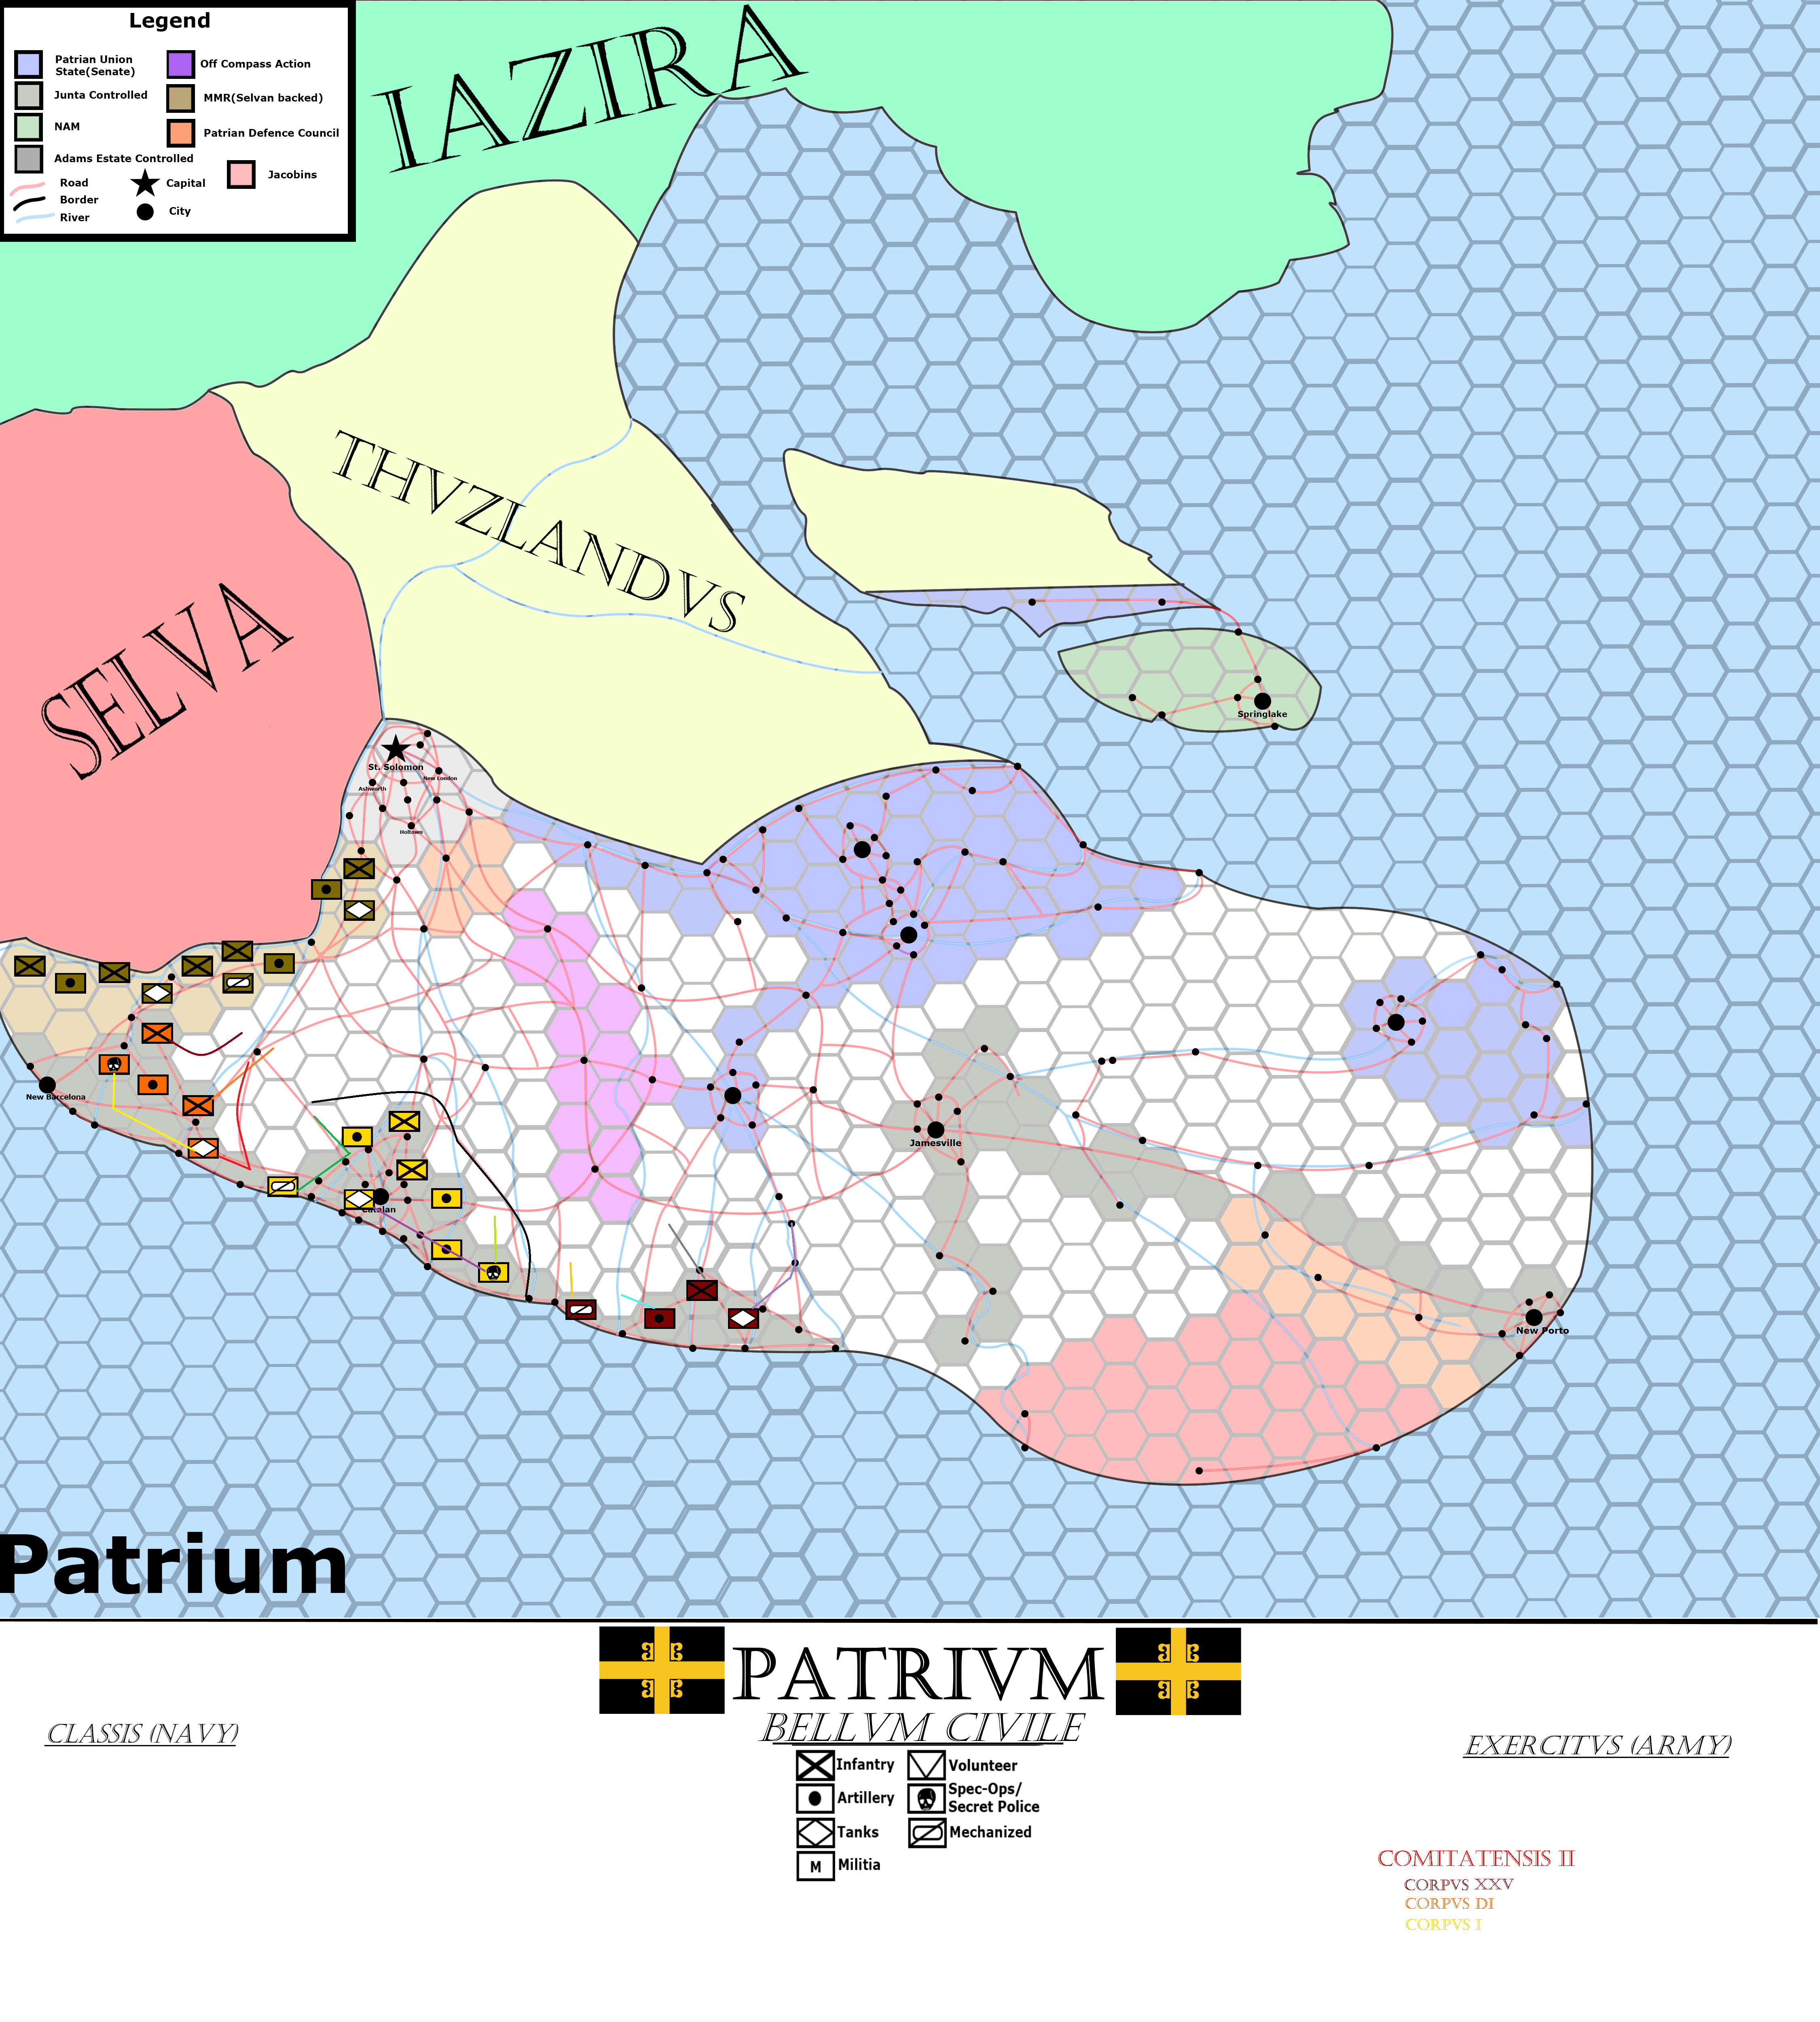 Legend
Patrian Union
State(Senate)
Off Compass Action
Junta Controlled
MMR(Selvan backed)
NAM
Patrian Defence Council
Adams Estate Controlled
Jacobins
Road
Capital
Border
River
City
IAZIRA
THVZLANDVS
SELVA
Springlake
St. Solomon
New London
Ashworth
Holtown
New Barcelona
Jamesville
New Porto
Patrium
PATRIVM
BELLVM CIVILE
CLASSIS (NAVY)
EXERCITVS (ARMY)
Infantry
Volunteer
Artillery
Spec-Ops/
Secret Police
Tanks
Mechanized
M
Militia
COMITATENSIS II
CORPVS XXV
CORPVS DI
CORPVS I